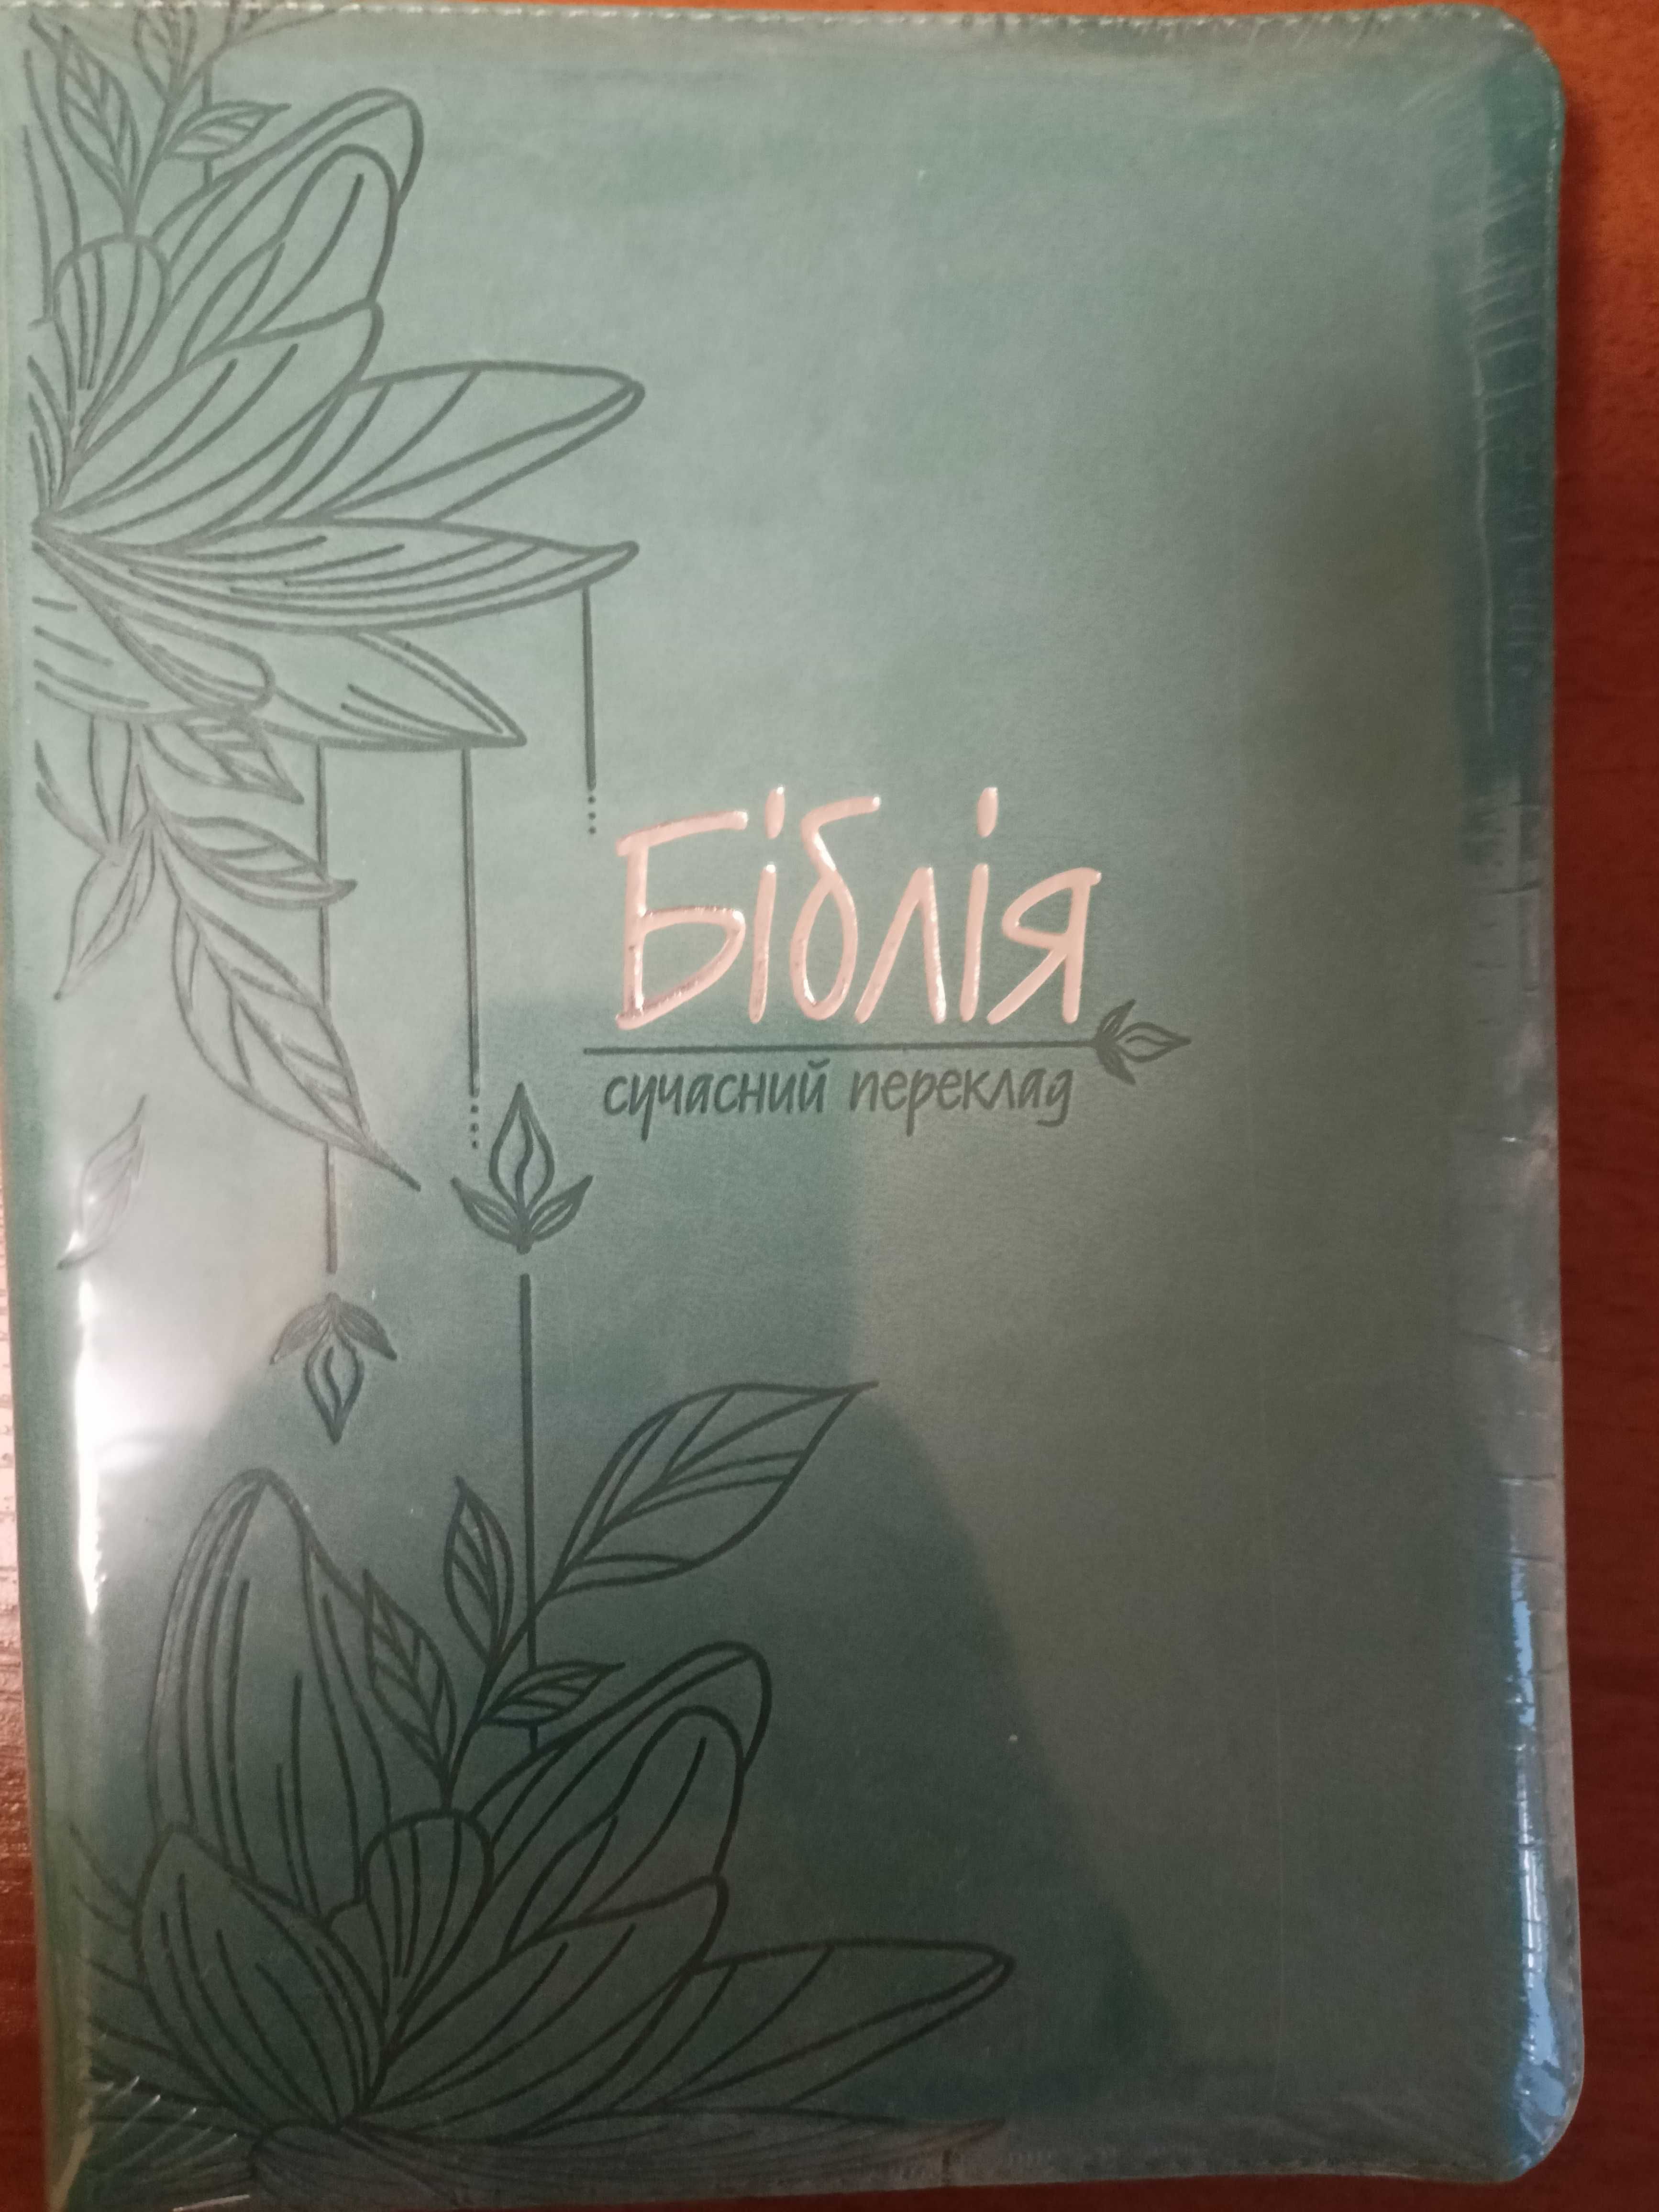 Біблія
сучасний переклад